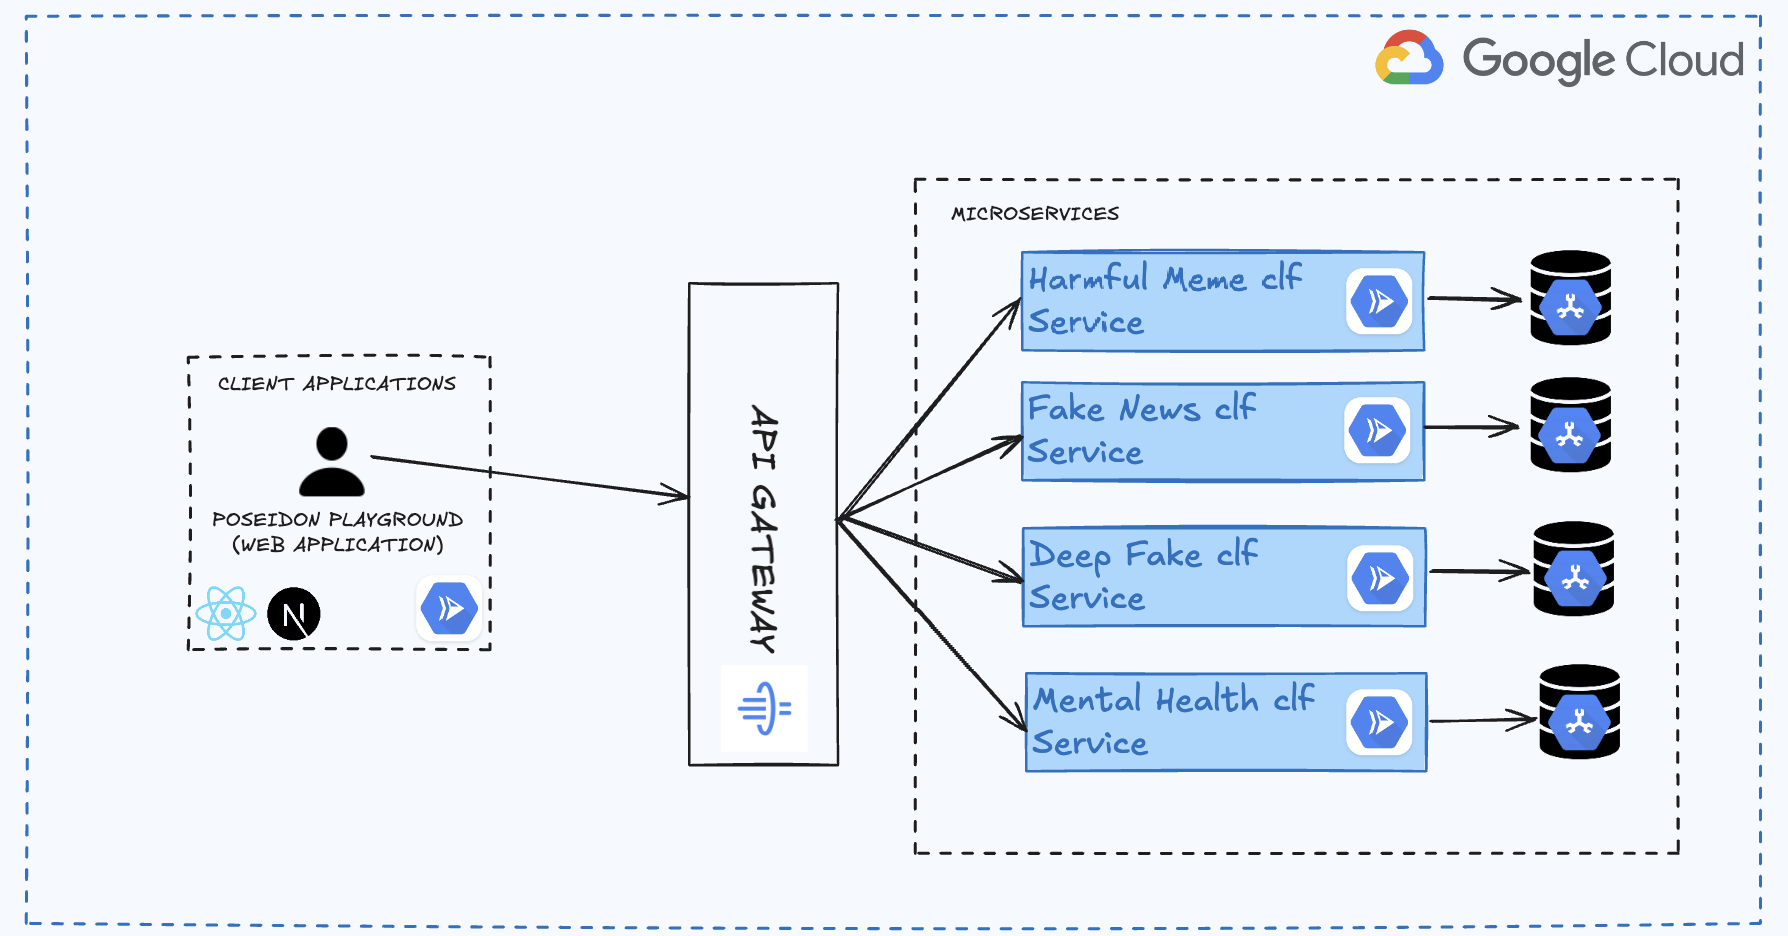 Google Cloud
MICROSERVICES
Harmful Meme clf
Service
Fake News clf
Service
CLIENT APPLICATIONS
API GATEWAY
POSEIDON PLAYGROUND
(WEB APPLICATION)
Deep Fake clf
Service
N
Mental Health clf
Service